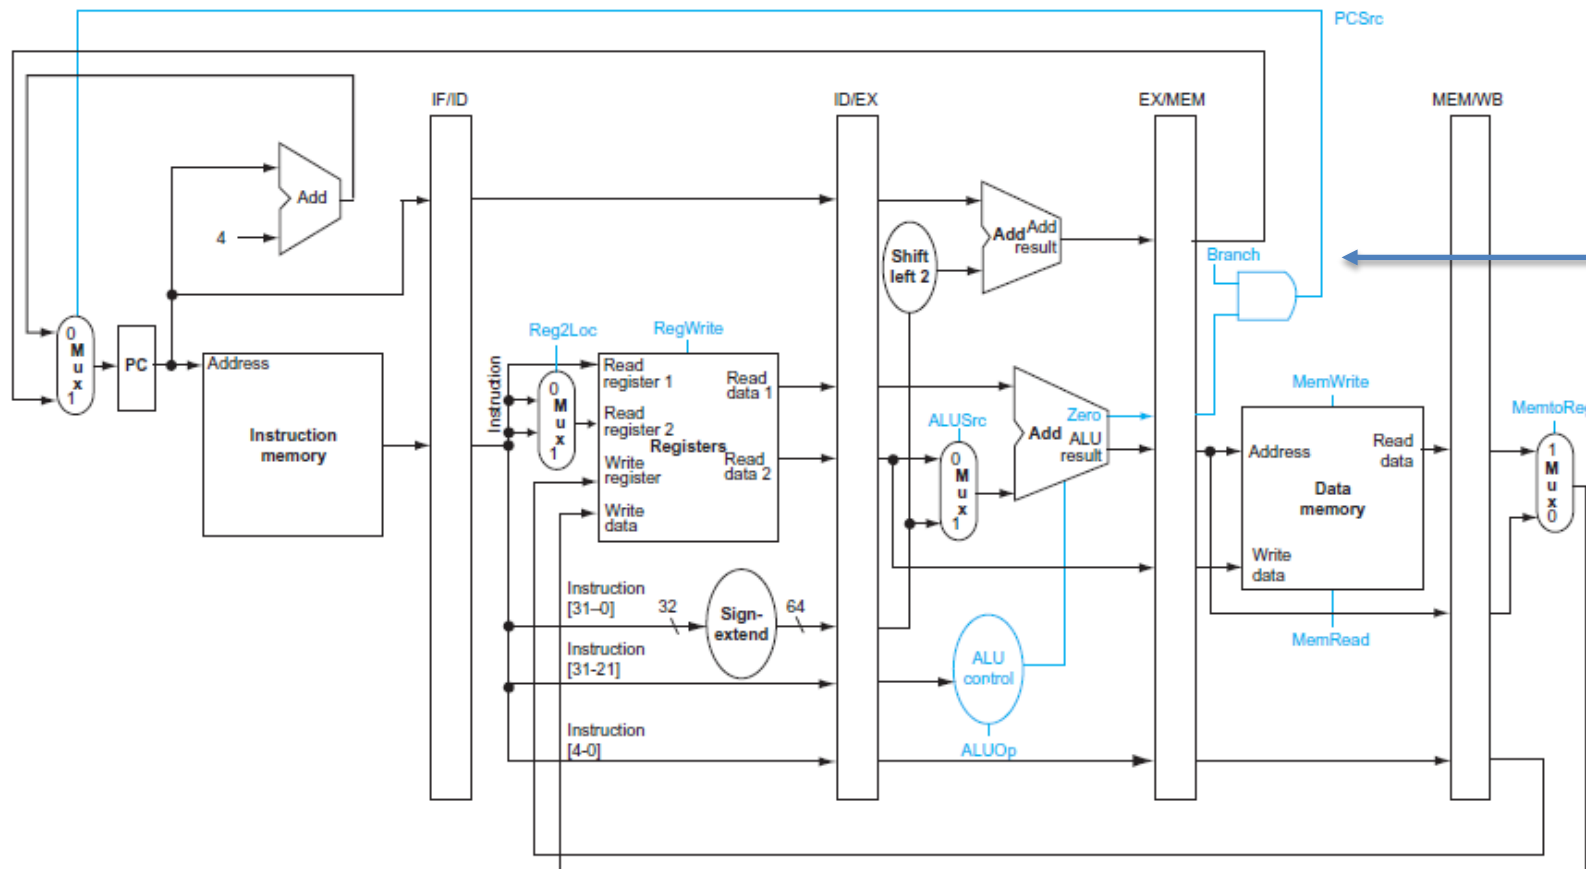 PCSrc
IF/ID
ID/EX
EX/MEM
MEM/WB
Add
4
Add Add
result
Shift
left 2
Branch
0
M
u
x
1
PC
Address
Instruction
memory
Instruction
Reg2Loc
0
M
u
x
1
RegWrite
Read
register 1
Read
register 2
Write
register
Write
data
Registers
Read
data 1
Read
data 2
ALUSrc
0
M
u
x
1
Add
Zero
ALU
result
MemWrite
Address
Read
data
Data
memory
Write
data
MemRead
MemtoReg
1
M
u
x
0
Instruction
[31–0]
32
Sign-
extend
64
Instruction
[31-21]
ALU
control
Instruction
[4-0]
ALUOp